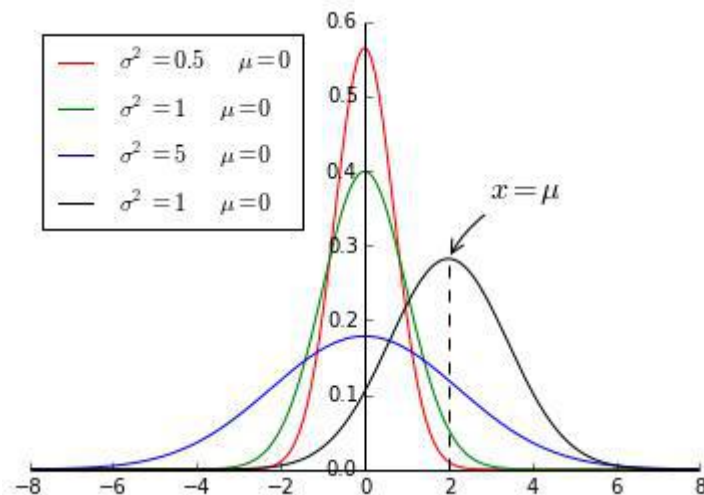 0.6
σ² = 0.5 μ = 0
0.5
σ² = 1 μ = 0
σ² = 5 μ = 0
0.4
x = μ
σ² = 1 μ = 0
0.3
0.2
0.1
0.0
−8 −6 −4 −2 0 2 4 6 8